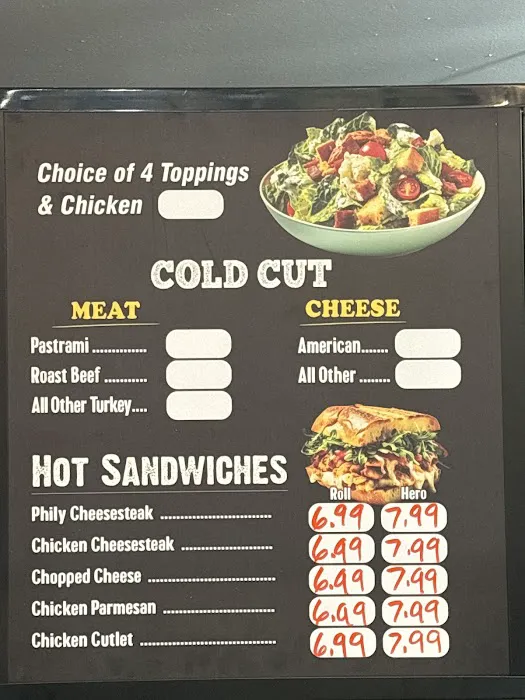 Choice of 4 Toppings
& Chicken
COLD CUT
MEAT CHEESE
Pastrami .............. American.......
Roast Beef ........... All Other ........
All Other Turkey....
HOT SANDWICHES
Roll Hero
Phily Cheesesteak ............................ 6.99 7.99
Chicken Cheesesteak ....................... 6.99 7.99
Chopped Cheese ................................ 6.99 7.99
Chicken Parmesan ............................ 6.99 7.99
Chicken Cutlet .................................. 6.99 7.99